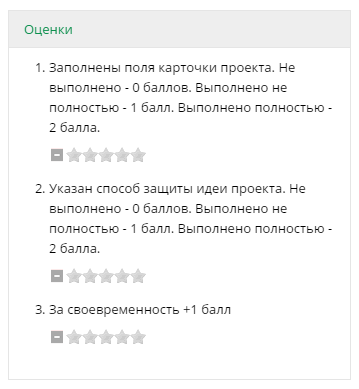 Оценки
1. Заполнены поля карточки проекта. Не
выполнено - 0 баллов. Выполнено не
полностью - 1 балл. Выполнено полностью -
2 балла.
2. Указан способ защиты идеи проекта. Не
выполнено - 0 баллов. Выполнено не
полностью - 1 балл. Выполнено полностью -
2 балла.
3. За своевременность +1 балл